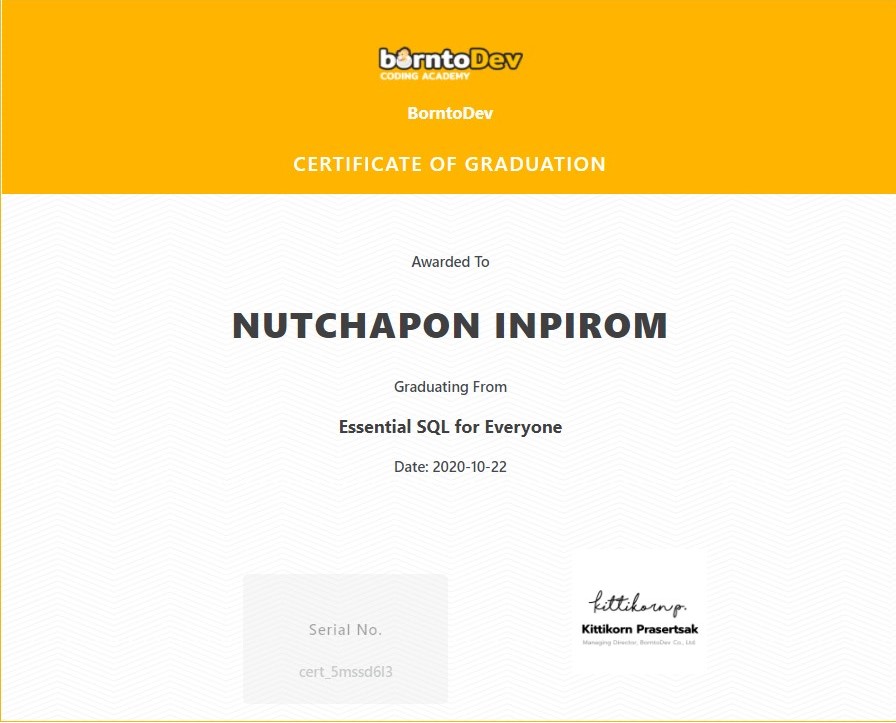 borntoDev
CODING ACADEMY
BorntoDev
CERTIFICATE OF GRADUATION
Awarded To
NUTCHAPON INPIROM
Graduating From
Essential SQL for Everyone
Date: 2020-10-22
kittikorn p.
Kittikorn Prasertsak
Managing Director, BorntoDev Co., Ltd.
Serial No.
cert_5mssd6l3